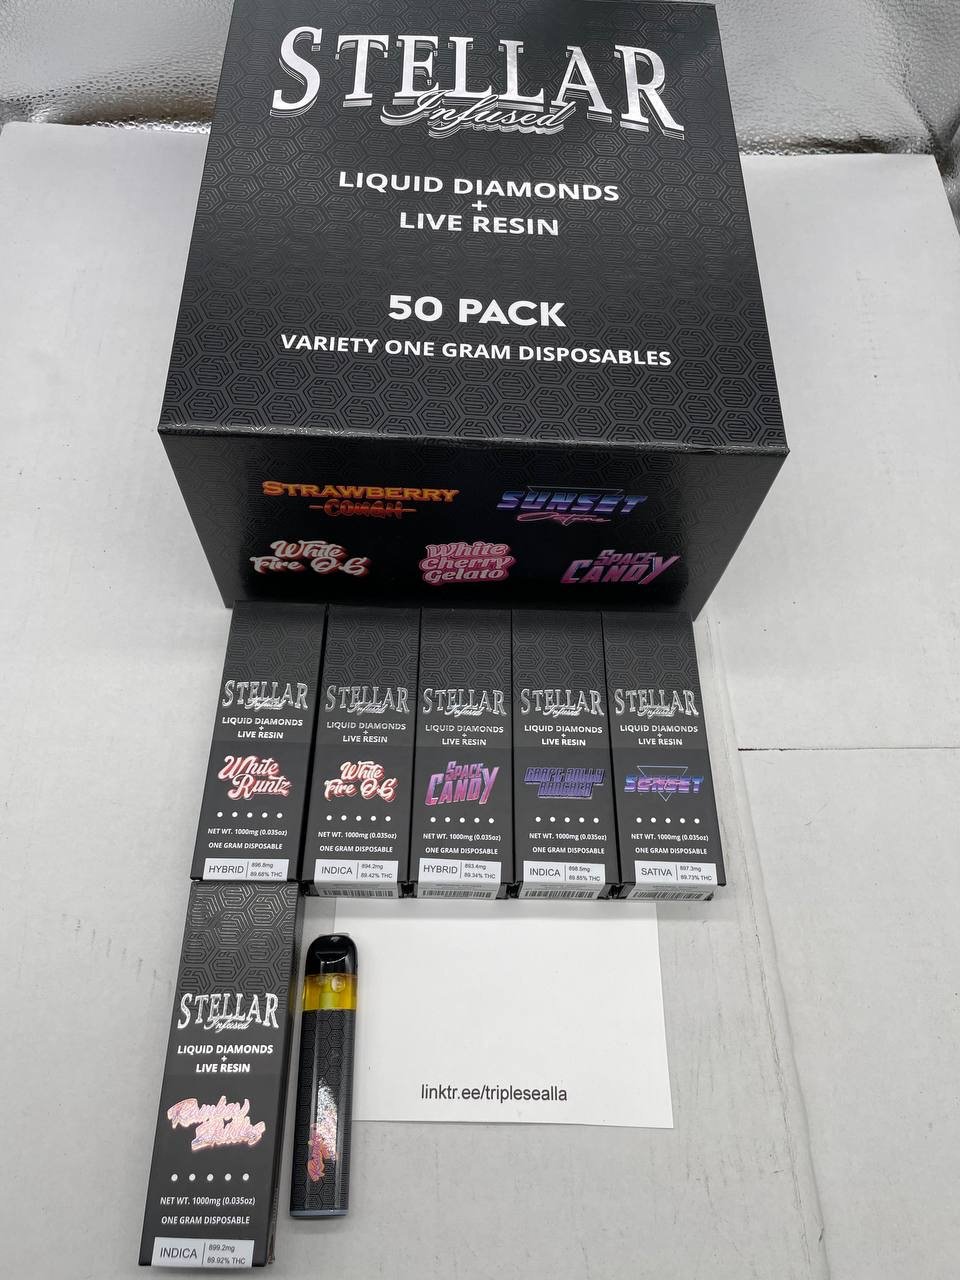 STELLAR
Infused
LIQUID DIAMONDS
+
LIVE RESIN
50 PACK
VARIETY ONE GRAM DISPOSABLES
STRAWBERRY
COUGH
SUNSET
White
Fire O.G
White
Cherry
Gelato
SPACE
CANDY
STELLAR
Infused
LIQUID DIAMONDS
+
LIVE RESIN
White
Runtz
NET WT. 1000mg (0.035oz)
ONE GRAM DISPOSABLE
HYBRID
896.8mg
89.68% THC
STELLAR
Infused
LIQUID DIAMONDS
+
LIVE RESIN
White
Fire O.G
NET WT. 1000mg (0.035oz)
ONE GRAM DISPOSABLE
INDICA
894.2mg
89.42% THC
STELLAR
Infused
LIQUID DIAMONDS
+
LIVE RESIN
SPACE
CANDY
NET WT. 1000mg (0.035oz)
ONE GRAM DISPOSABLE
HYBRID
893.4mg
89.34% THC
STELLAR
Infused
LIQUID DIAMONDS
+
LIVE RESIN
NET WT. 1000mg (0.035oz)
ONE GRAM DISPOSABLE
INDICA
898.5mg
89.85% THC
STELLAR
Infused
LIQUID DIAMONDS
+
LIVE RESIN
SUNSET
NET WT. 1000mg (0.035oz)
ONE GRAM DISPOSABLE
SATIVA
897.3mg
89.73% THC
STELLAR
Infused
LIQUID DIAMONDS
+
LIVE RESIN
NET WT. 1000mg (0.035oz)
ONE GRAM DISPOSABLE
INDICA
899.2mg
89.92% THC
linktr.ee/triplesealla